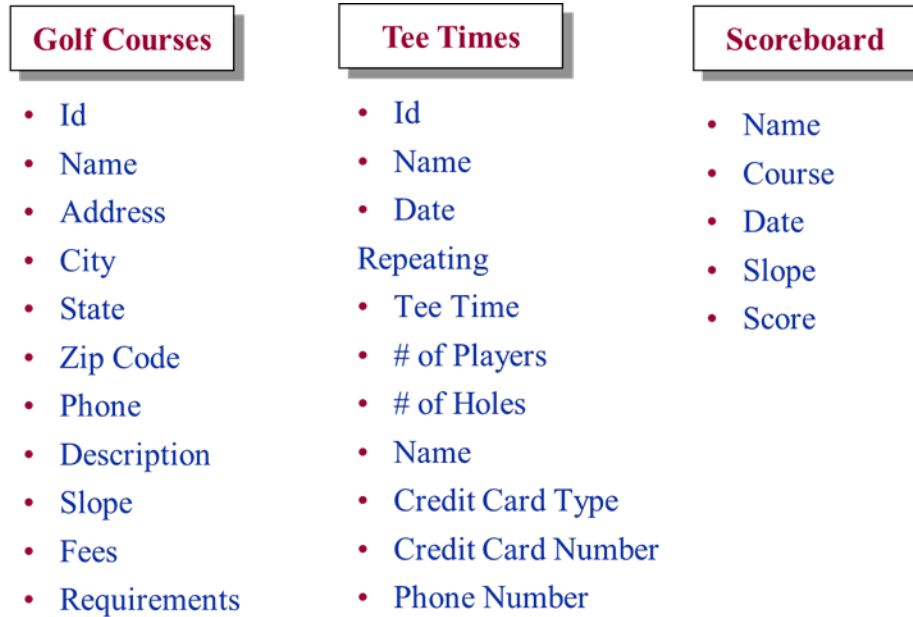 Golf Courses
• Id
• Name
• Address
• City
• State
• Zip Code
• Phone
• Description
• Slope
• Fees
• Requirements
Tee Times
• Id
• Name
• Date
Repeating
• Tee Time
• # of Players
• # of Holes
• Name
• Credit Card Type
• Credit Card Number
• Phone Number
Scoreboard
• Name
• Course
• Date
• Slope
• Score